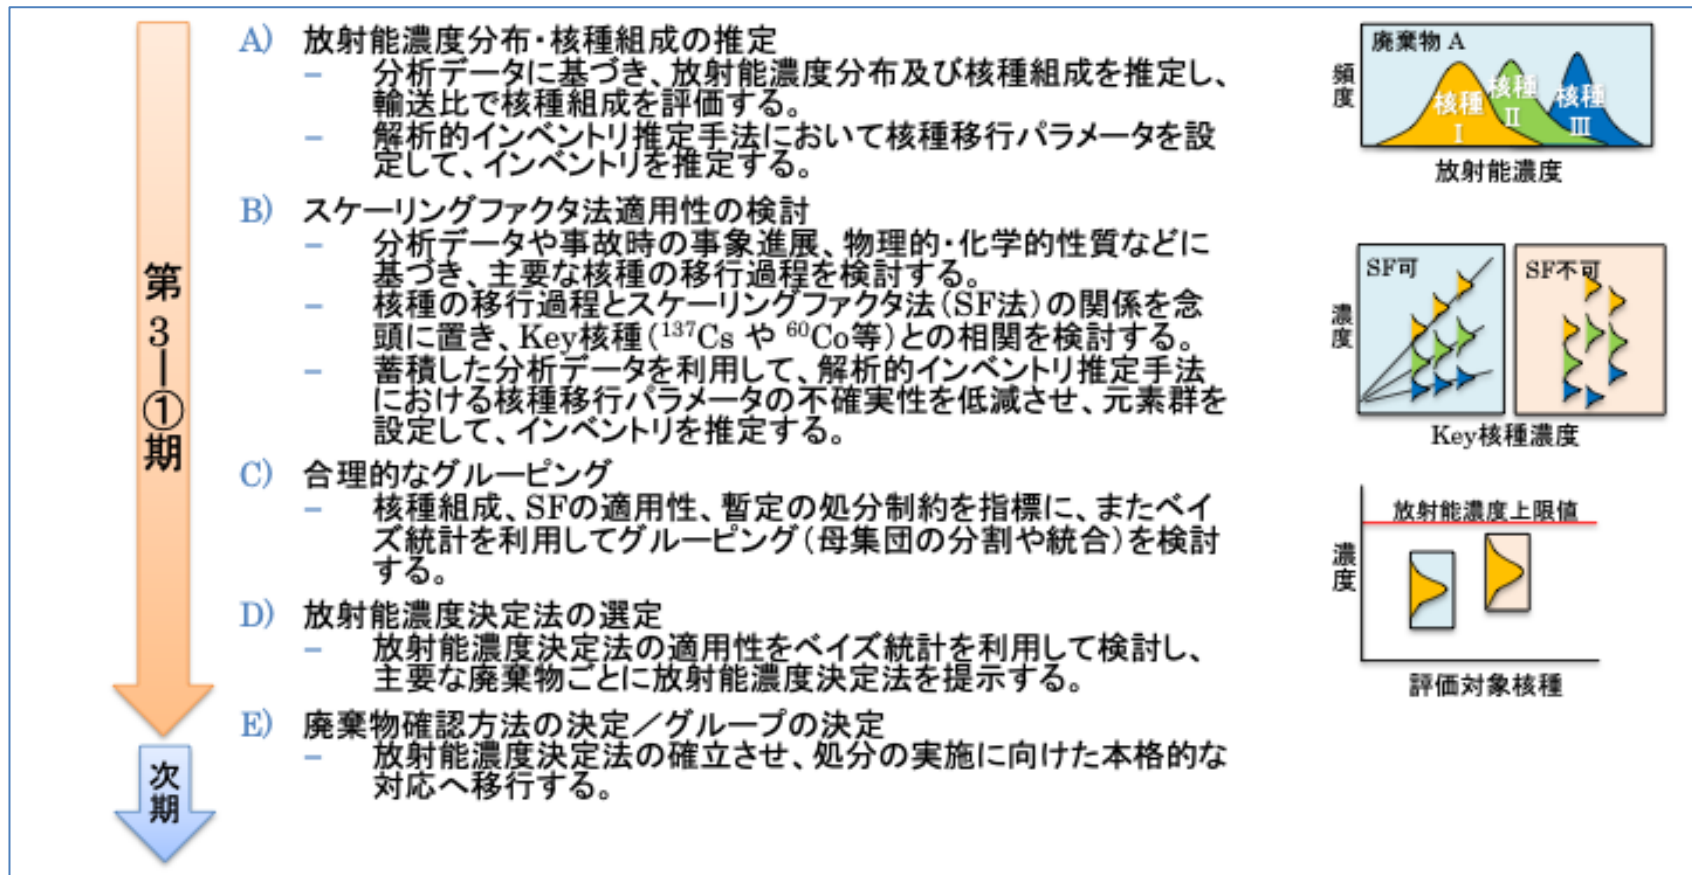 第3－①期
次期
A) 放射能濃度分布・核種組成の推定
－ 分析データに基づき、放射能濃度分布及び核種組成を推定し、
輸送比で核種組成を評価する。
－ 解析的インベントリ推定手法において核種移行パラメータを設
定して、インベントリを推定する。
B) スケーリングファクタ法適用性の検討
－ 分析データや事故時の事象進展、物理的・化学的性質などに
基づき、主要な核種の移行過程を検討する。
－ 核種の移行過程とスケーリングファクタ法（SF法）の関係を念
頭に置き、Key核種（¹³⁷Cs や ⁶⁰Co等）との相関を検討する。
－ 蓄積した分析データを利用して、解析的インベントリ推定手法
における核種移行パラメータの不確実性を低減させ、元素群を
設定して、インベントリを推定する。
C) 合理的なグルーピング
－ 核種組成、SFの適用性、暫定の処分制約を指標に、またベイ
ズ統計を利用してグルーピング（母集団の分割や統合）を検討
する。
D) 放射能濃度決定法の選定
－ 放射能濃度決定法の適用性をベイズ統計を利用して検討し、
主要な廃棄物ごとに放射能濃度決定法を提示する。
E) 廃棄物確認方法の決定／グループの決定
－ 放射能濃度決定法の確立させ、処分の実施に向けた本格的な
対応へ移行する。
廃棄物 A
頻度
核種Ⅰ
核種Ⅱ
核種Ⅲ
放射能濃度
SF可
SF不可
濃度
Key核種濃度
放射能濃度上限値
濃度
評価対象核種